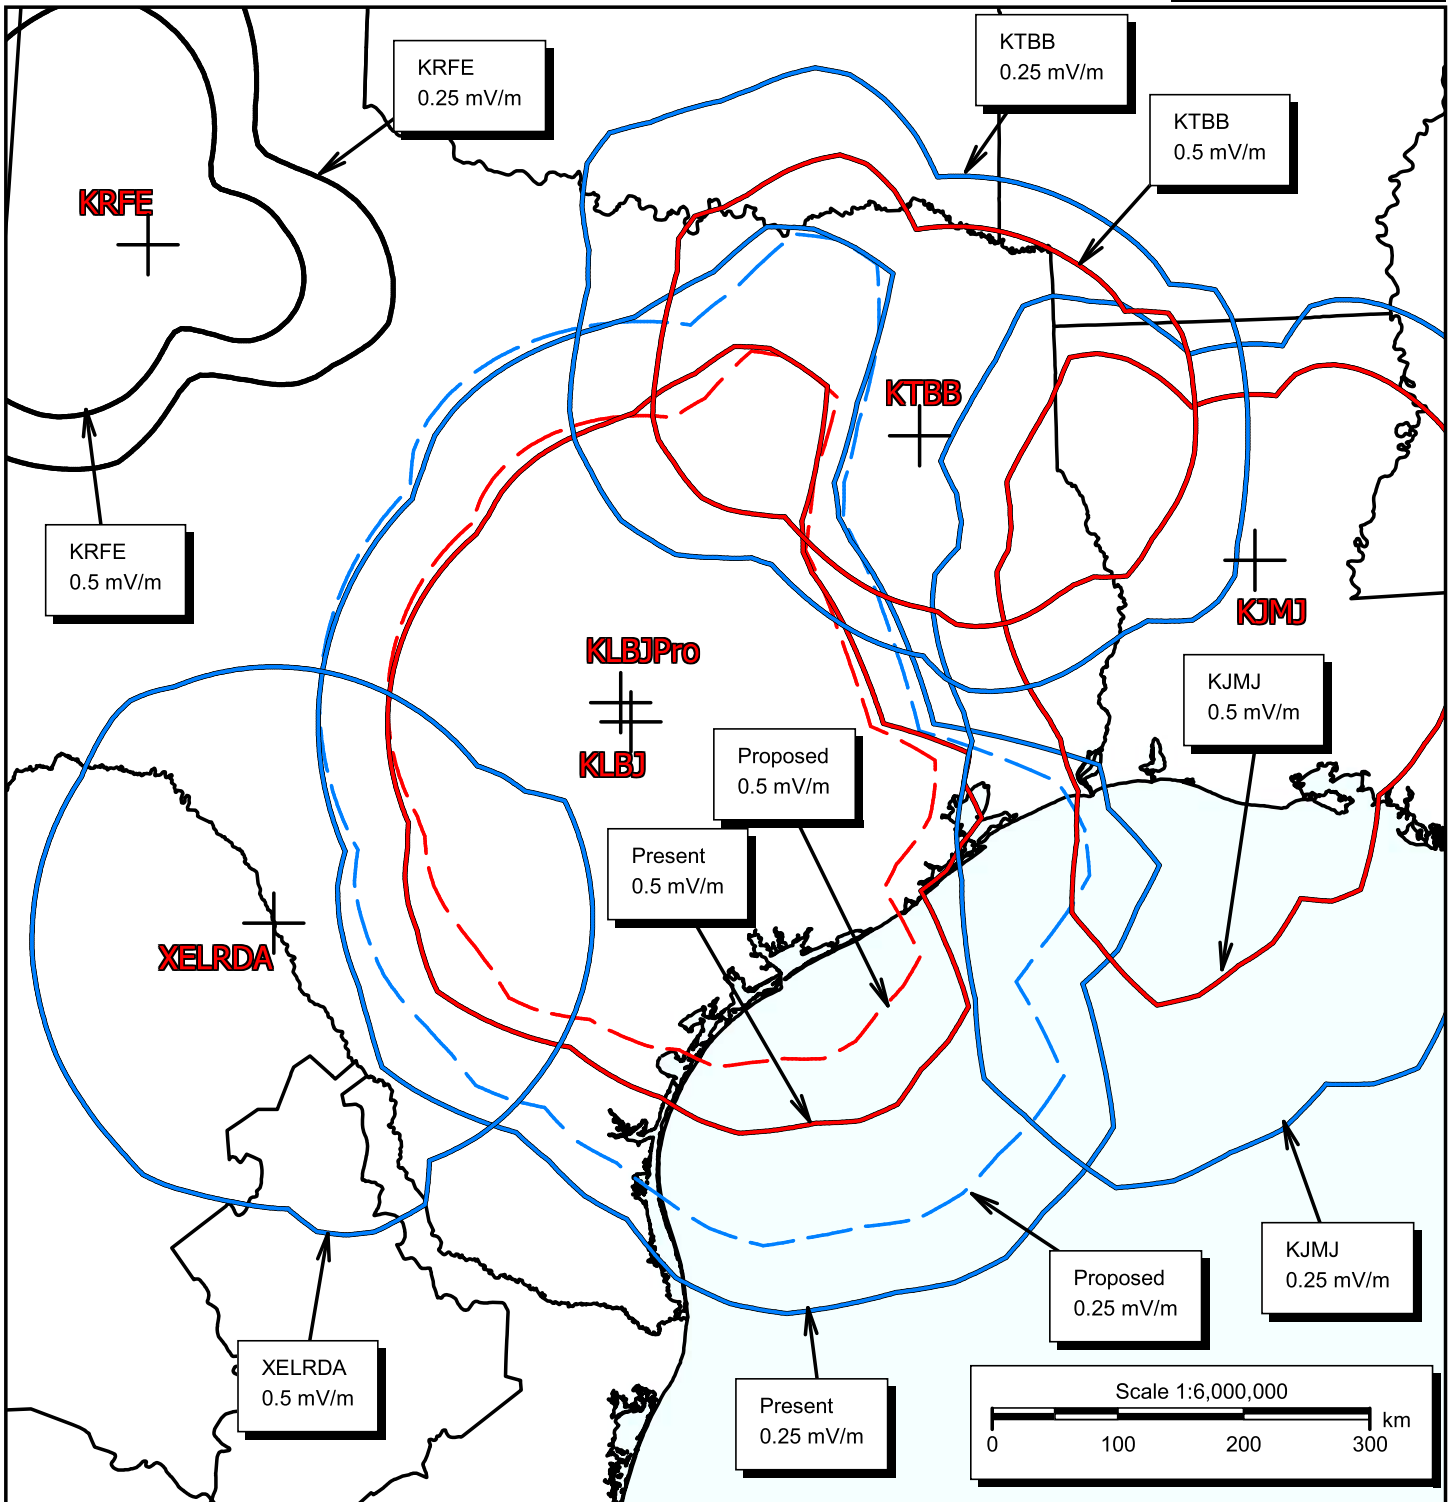 KTBB
0.25 mV/m
KRFE
0.25 mV/m
KTBB
0.5 mV/m
KRFE
KTBB
KRFE
0.5 mV/m
KJMJ
KLBJPro
KJMJ
0.5 mV/m
KLBJ
Proposed
0.5 mV/m
Present
0.5 mV/m
XELRDA
KJMJ
0.25 mV/m
Proposed
0.25 mV/m
XELRDA
0.5 mV/m
Present
0.25 mV/m
Scale 1:6,000,000
km
0 100 200 300